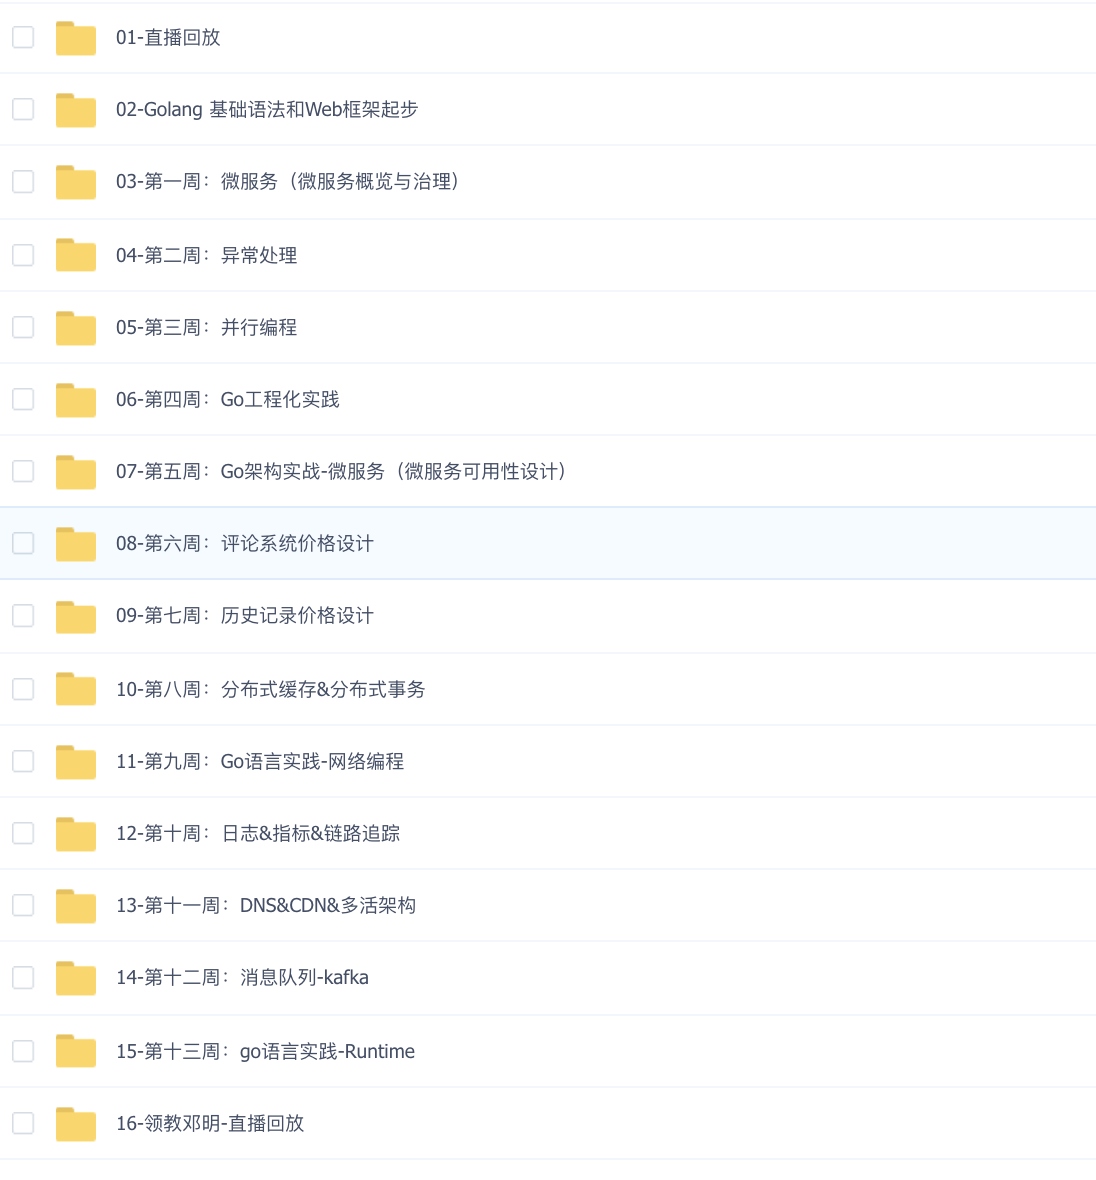 01-直播回放
02-Golang 基础语法和Web框架起步
03-第一周：微服务（微服务概览与治理）
04-第二周：异常处理
05-第三周：并行编程
06-第四周：Go工程化实践
07-第五周：Go架构实战-微服务（微服务可用性设计）
08-第六周：评论系统价格设计
09-第七周：历史记录价格设计
10-第八周：分布式缓存&分布式事务
11-第九周：Go语言实践-网络编程
12-第十周：日志&指标&链路追踪
13-第十一周：DNS&CDN&多活架构
14-第十二周：消息队列-kafka
15-第十三周：go语言实践-Runtime
16-领教邓明-直播回放